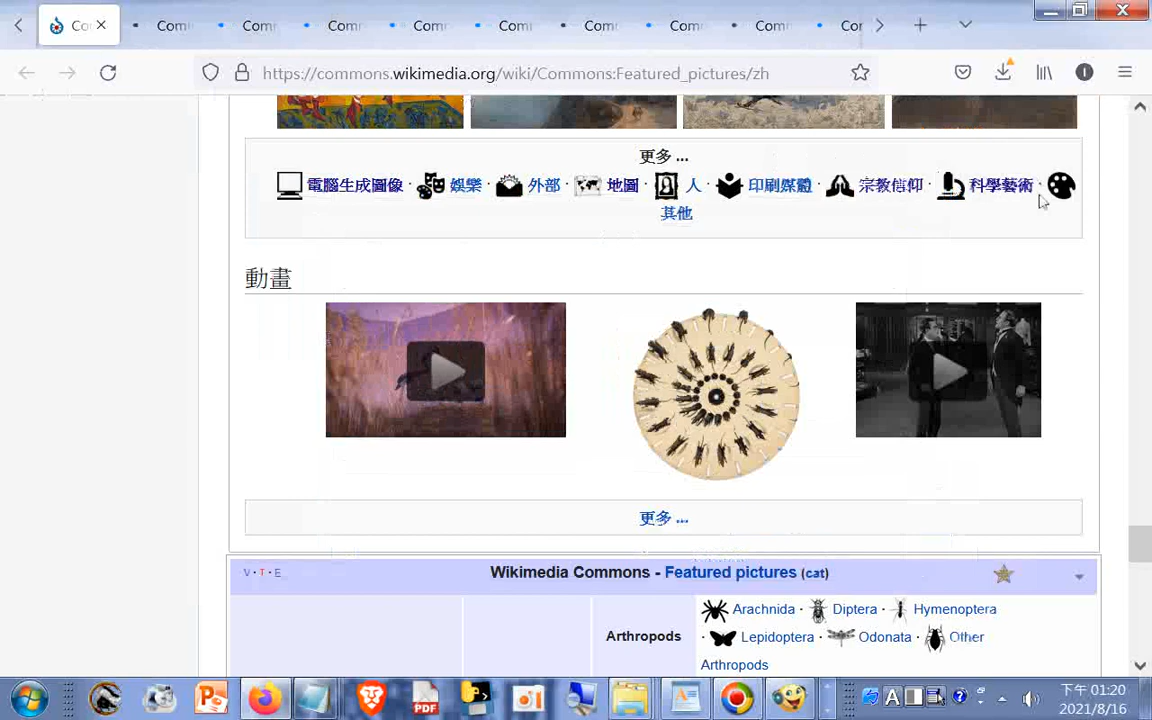 Co
Comm
Comm
Comm
Comm
Comm
Comm
Comm
Comm
Cor
https://commons.wikimedia.org/wiki/Commons:Featured_pictures/zh
更多 ...
電腦生成圖像 · 娛樂 · 外部 · 地圖 · 人 · 印刷媒體 · 宗教信仰 · 科學藝術 ·
其他
動畫
更多 ...
V · T · E
Wikimedia Commons - Featured pictures (cat)
Arthropods
Arachnida · Diptera · Hymenoptera
· Lepidoptera · Odonata · Other
Arthropods
PDF
A
下午 01:20
2021/8/16